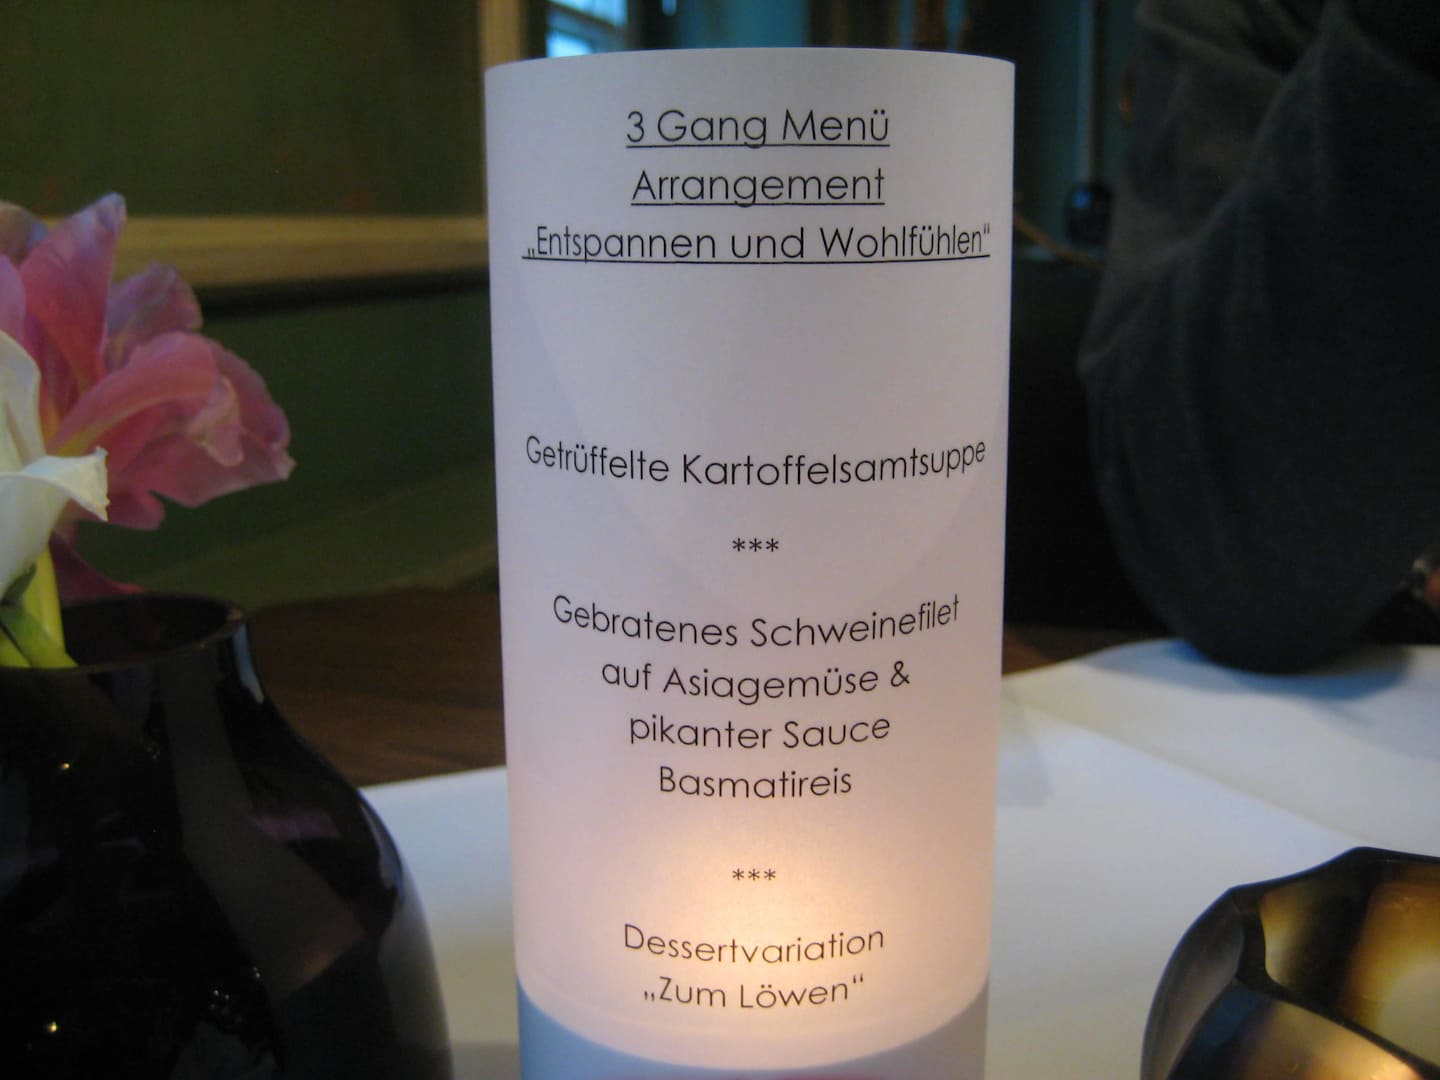 3 Gang Menü
Arrangement
„Entspannen und Wohlfühlen“
Getrüffelte Kartoffelsamtsuppe
***
Gebratenes Schweinefilet
auf Asiagemüse &
pikanter Sauce
Basmatireis
***
Dessertvariation
„Zum Löwen“